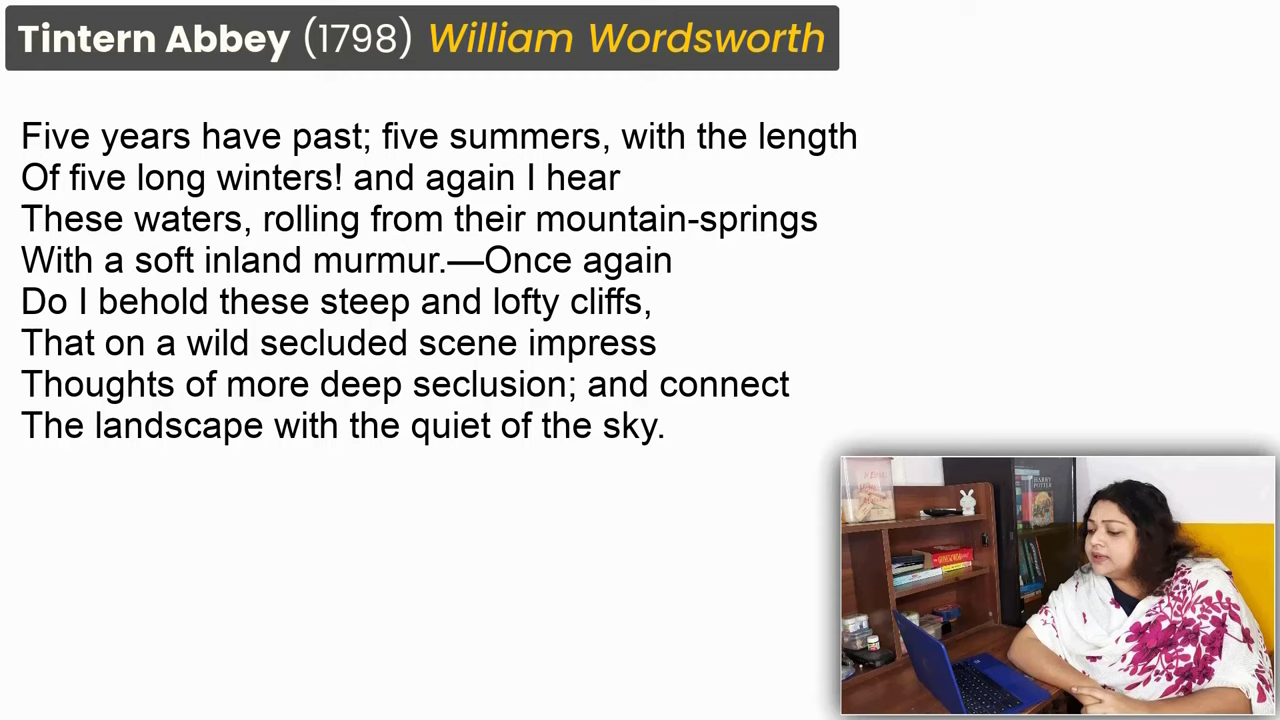 Tintern Abbey (1798) William Wordsworth
Five years have past; five summers, with the length
Of five long winters! and again I hear
These waters, rolling from their mountain-springs
With a soft inland murmur.—Once again
Do I behold these steep and lofty cliffs,
That on a wild secluded scene impress
Thoughts of more deep seclusion; and connect
The landscape with the quiet of the sky.
HARRY
POTTER